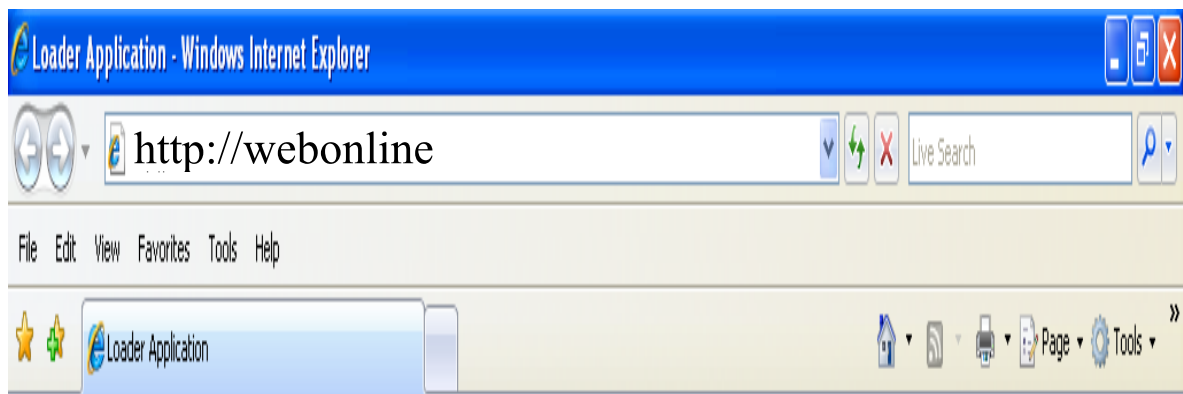 Loader Application - Windows Internet Explorer
http://webonline
Live Search
File Edit View Favorites Tools Help
Loader Application
Page
Tools
»